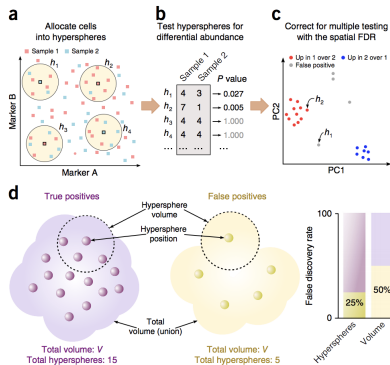 a
Allocate cells
into hyperspheres
Sample 1
Sample 2
h1
h2
h3
h4
Marker B
Marker A
b
Test hyperspheres for
differential abundance
Sample 1
Sample 2
P value
h1 4 3 0.027
h2 7 1 0.005
h3 4 4 1.000
h4 4 4 1.000
... ... ... ...
c
Correct for multiple testing
with the spatial FDR
Up in 1 over 2
Up in 2 over 1
False positive
h2
h1
PC2
PC1
d
True positives
False positives
Hypersphere
volume
Hypersphere
position
Total
volume (union)
Total volume: V
Total hyperspheres: 15
Total volume: V
Total hyperspheres: 5
False discovery rate
100
0
25%
50%
Hyperspheres
Volume